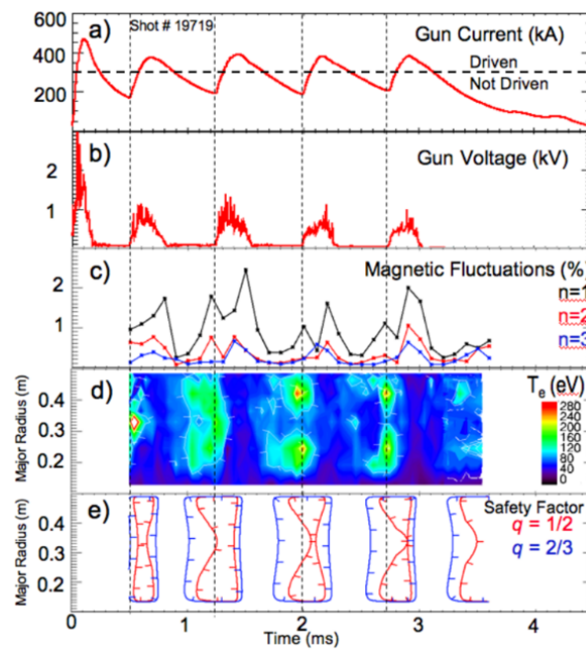 600
400
200
a)
Shot # 19719
Gun Current (kA)
Driven
Not Driven
2
1
b)
Gun Voltage (kV)
2
1
c)
Magnetic Fluctuations (%)
n=1
n=2
n=3
Major Radius (m)
0.4
0.3
0.2
d)
Te (eV)
280
240
200
160
120
80
40
0
Major Radius (m)
0.4
0.3
0.2
e)
Safety Factor
q = 1/2
q = 2/3
0 1 2 3 4
Time (ms)